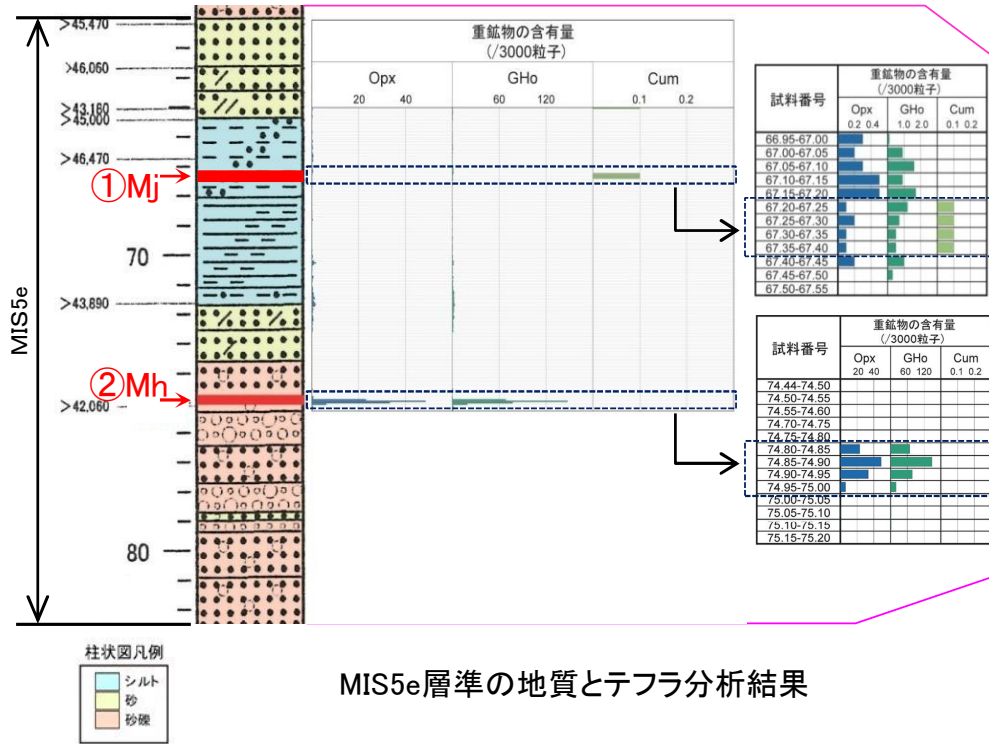 MIS5e
>45,470
>46,060
>43,160
>45,000
>46,470
①Mj
70
>43,890
②Mh
>42,060
80
重鉱物の含有量
(/3000粒子)
Opx GHo Cum
20 40 60 120 0.1 0.2
試料番号
重鉱物の含有量
(/3000粒子)
Opx GHo Cum
0.2 0.4 1.0 2.0 0.1 0.2
66.95-67.00
67.00-67.05
67.05-67.10
67.10-67.15
67.15-67.20
67.20-67.25
67.25-67.30
67.30-67.35
67.35-67.40
67.40-67.45
67.45-67.50
67.50-67.55
試料番号
重鉱物の含有量
(/3000粒子)
Opx GHo Cum
20 40 60 120 0.1 0.2
74.44-74.50
74.50-74.55
74.55-74.60
74.70-74.75
74.75-74.80
74.80-74.85
74.85-74.90
74.90-74.95
74.95-75.00
75.00-75.05
75.05-75.10
75.10-75.15
75.15-75.20
柱状図凡例
シルト
砂
砂礫
MIS5e層準の地質とテフラ分析結果